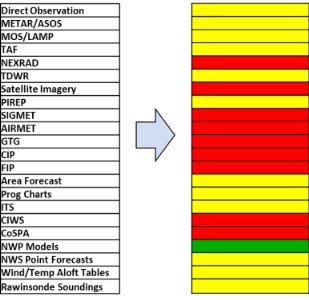 Direct Observation
METAR/ASOS
MOS/LAMP
TAF
NEXRAD
TDWR
Satellite Imagery
PIREP
SIGMET
AIRMET
GTG
CIP
FIP
Area Forecast
Prog Charts
ITS
CIWS
CoSPA
NWP Models
NWS Point Forecasts
Wind/Temp Aloft Tables
Rawinsonde Soundings